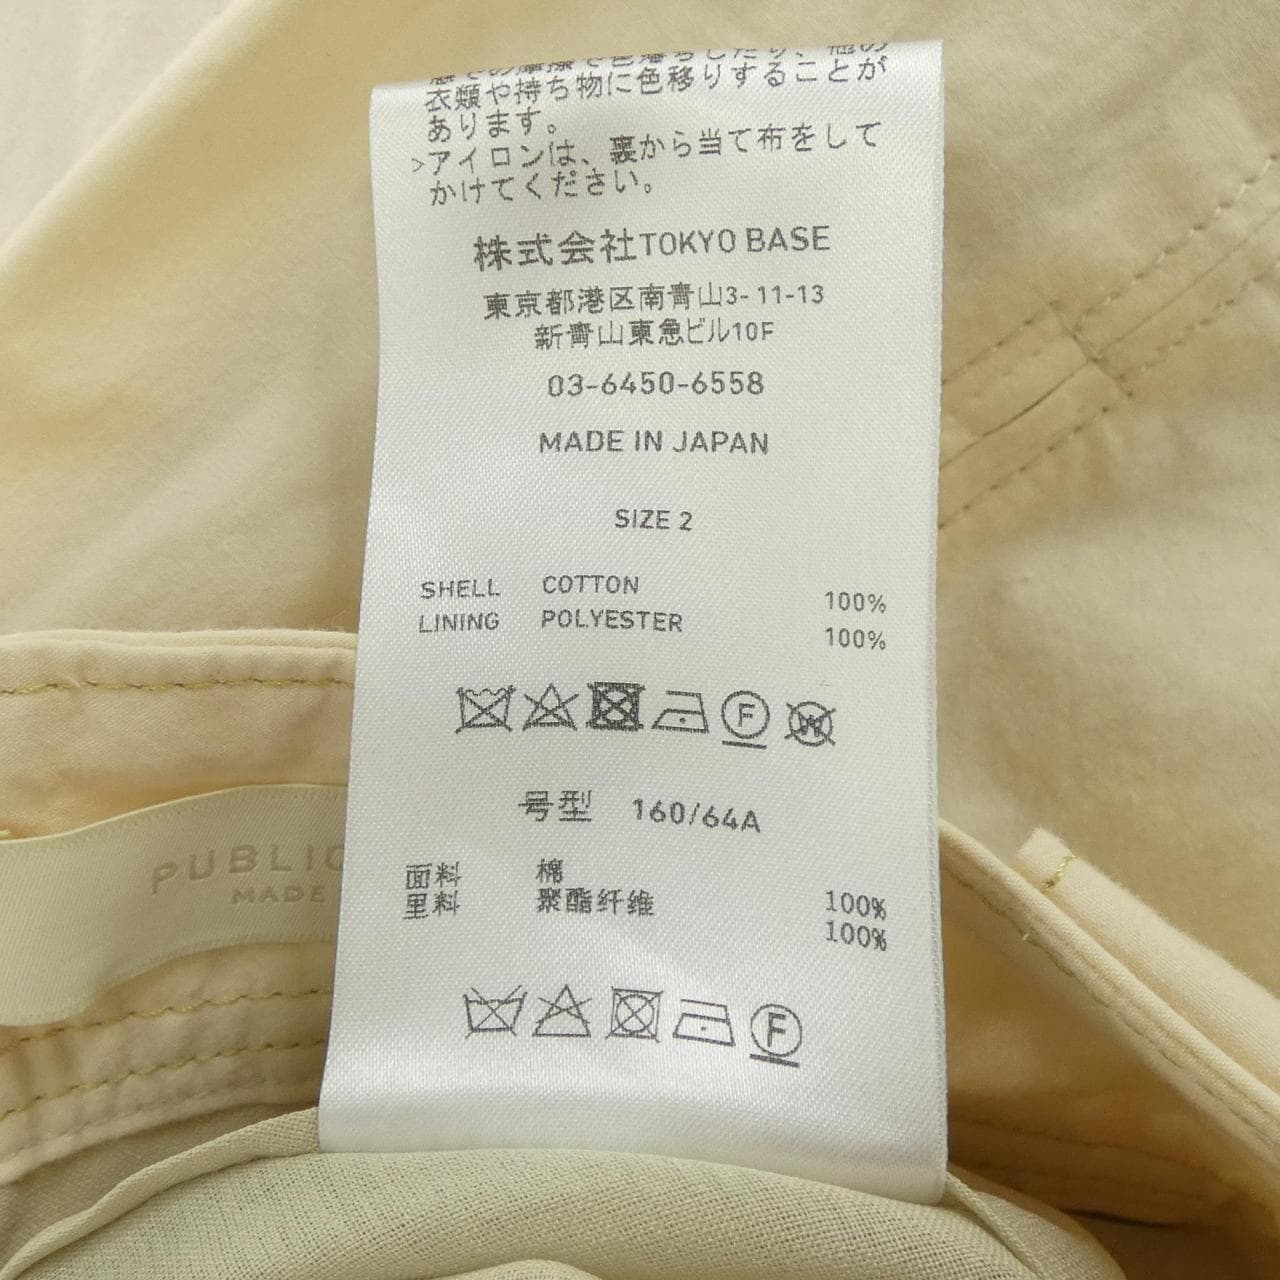 衣類や持ち物に色移りすることが
あります。
>アイロンは、裏から当て布をして
かけてください。
株式会社TOKYO BASE
東京都港区南青山3-11-13
新青山東急ビル10F
03-6450-6558
MADE IN JAPAN
SIZE 2
SHELL COTTON 100%
LINING POLYESTER 100%
F
W
号型 160/64A
面料 棉 100%
里料 聚酯纤维 100%
F
PUBLIC
MADE